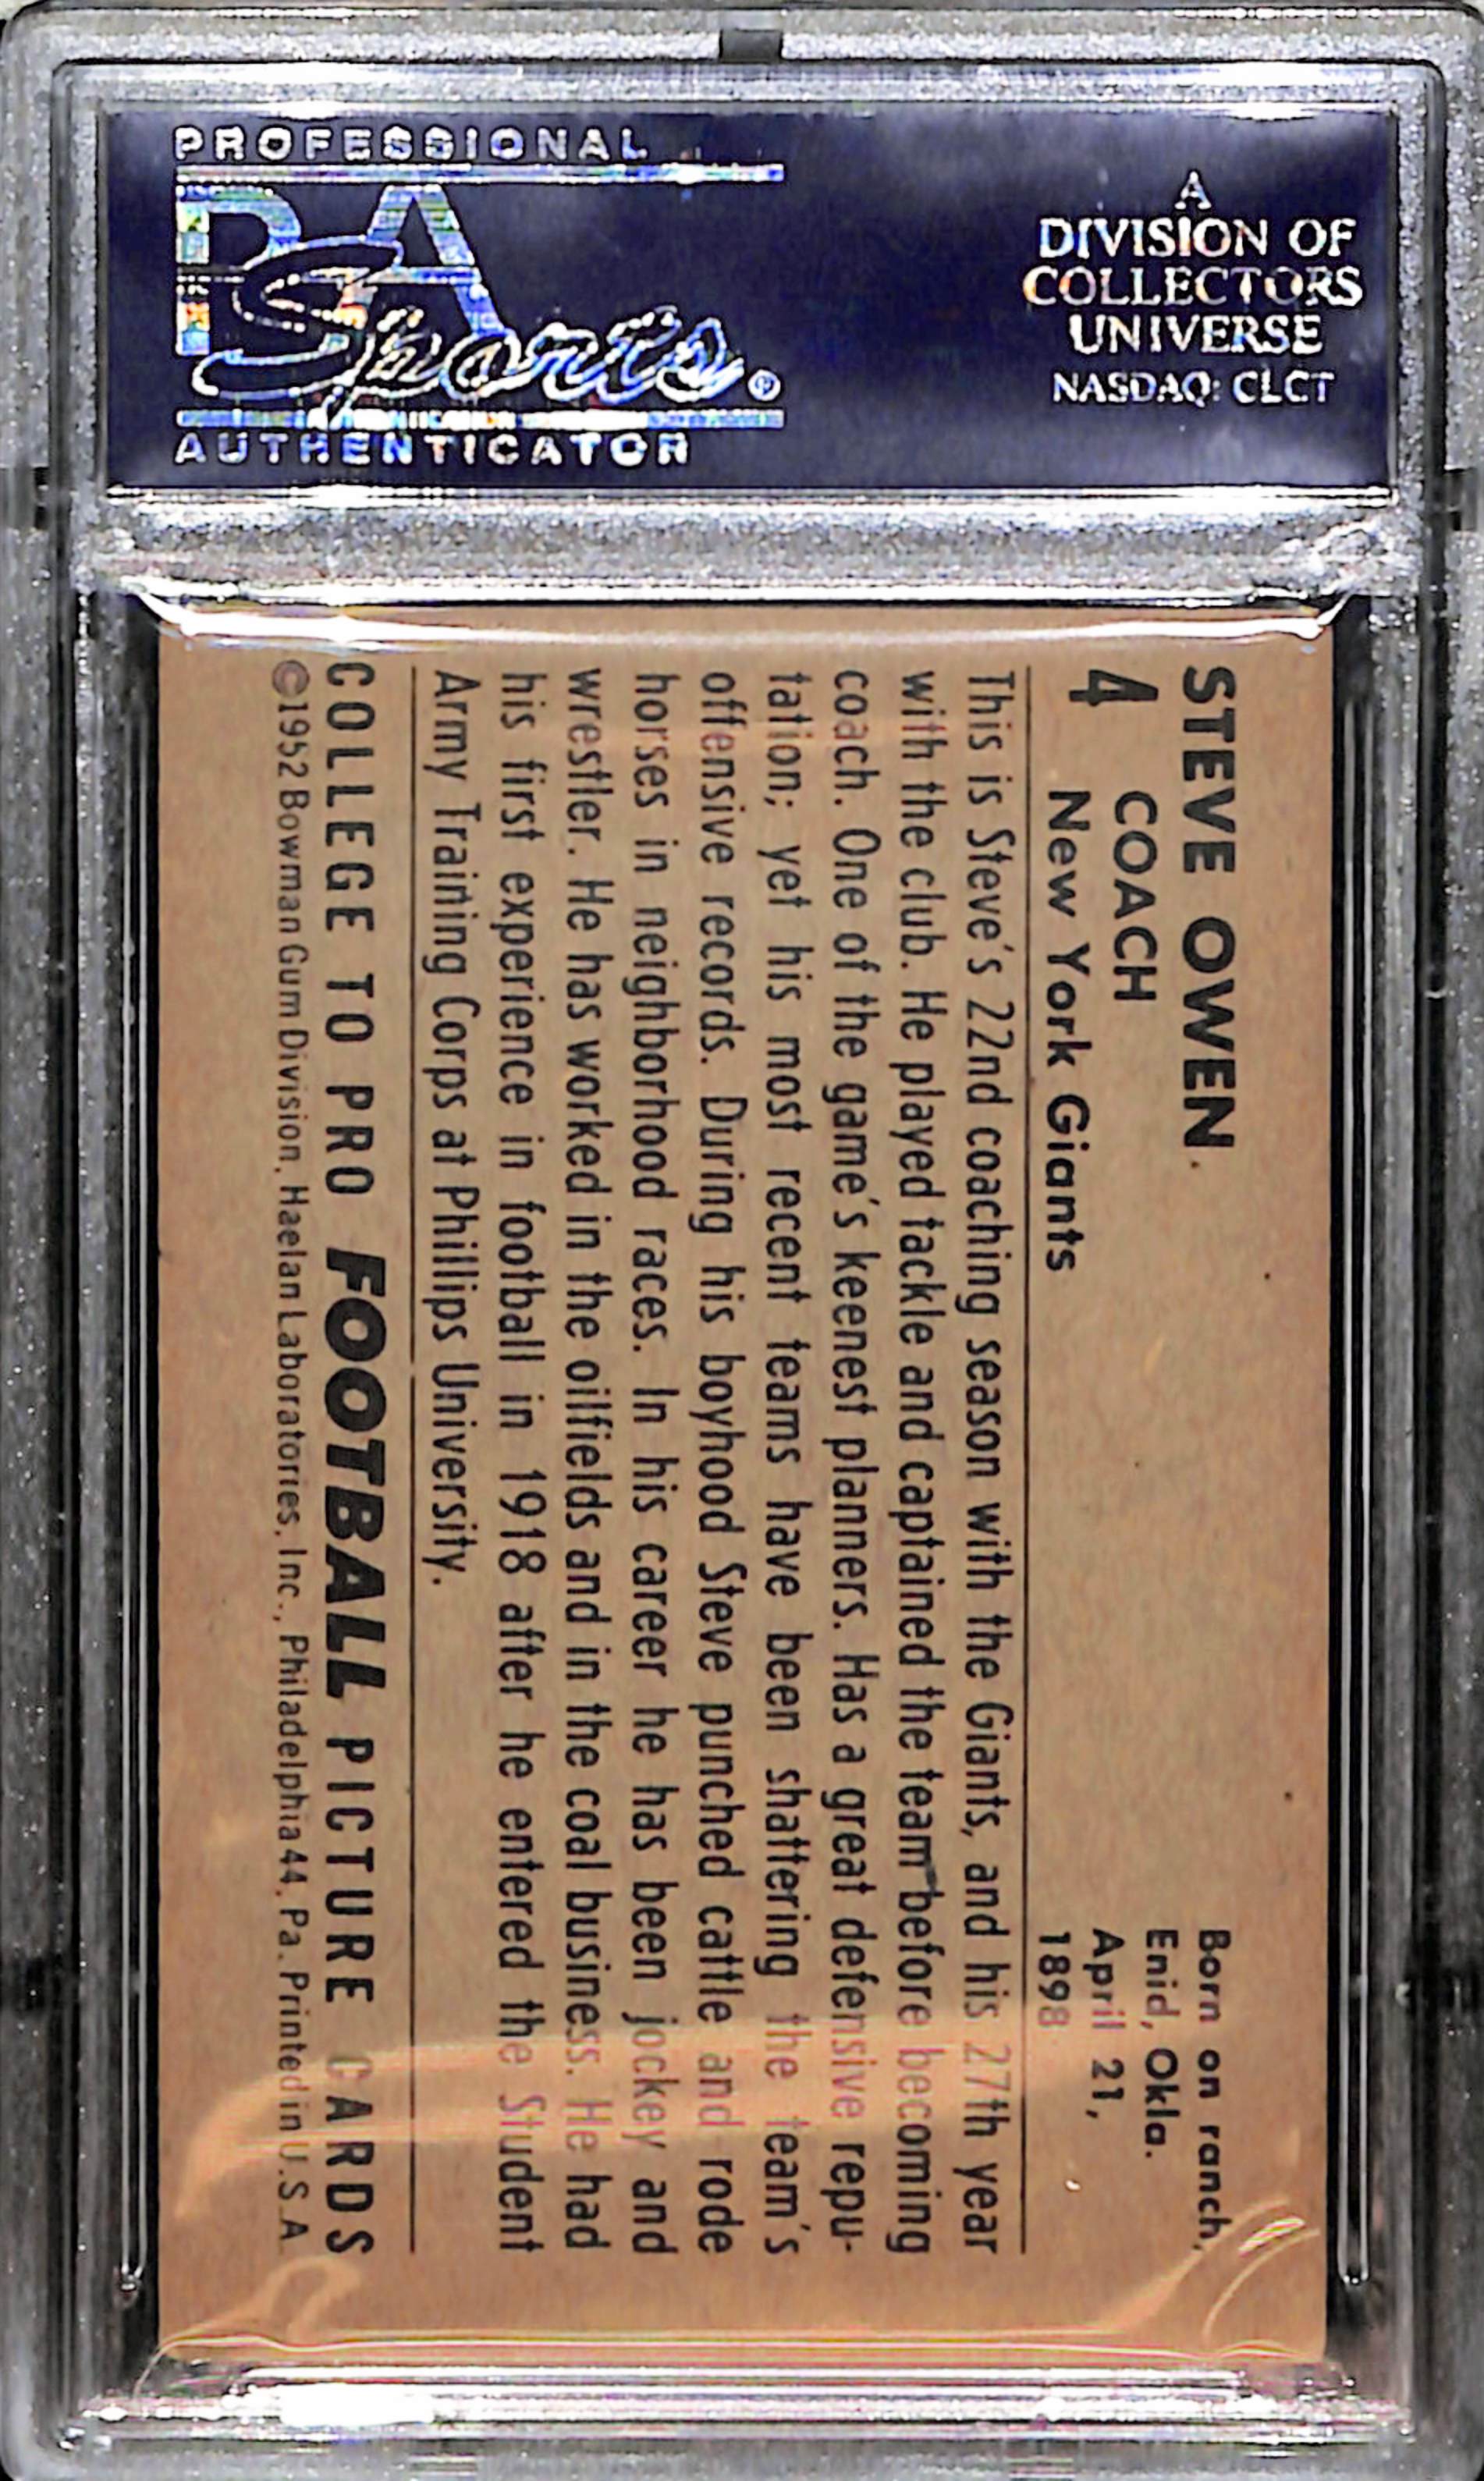 PROFESSIONAL
PSA
Sports®
AUTHENTICATOR
A
DIVISION OF
COLLECTORS
UNIVERSE
NASDAQ: CLCT
STEVE OWEN
4 COACH
New York Giants
Born on ranch,
Enid, Okla.
April 21,
1898
This is Steve's 22nd coaching season with the Giants, and his 27th year
with the club. He played tackle and captained the team before becoming
coach. One of the game's keenest planners. Has a great defensive repu-
tation; yet his most recent teams have been shattering the team's
offensive records. During his boyhood Steve punched cattle and rode
horses in neighborhood races. In his career he has been jockey and
wrestler. He has worked in the oilfields and in the coal business. He had
his first experience in football in 1918 after he entered the Student
Army Training Corps at Phillips University.
COLLEGE TO PRO FOOTBALL PICTURE CARDS
©1952 Bowman Gum Division, Haelan Laboratories, Inc., Philadelphia 44, Pa. Printed in U.S.A